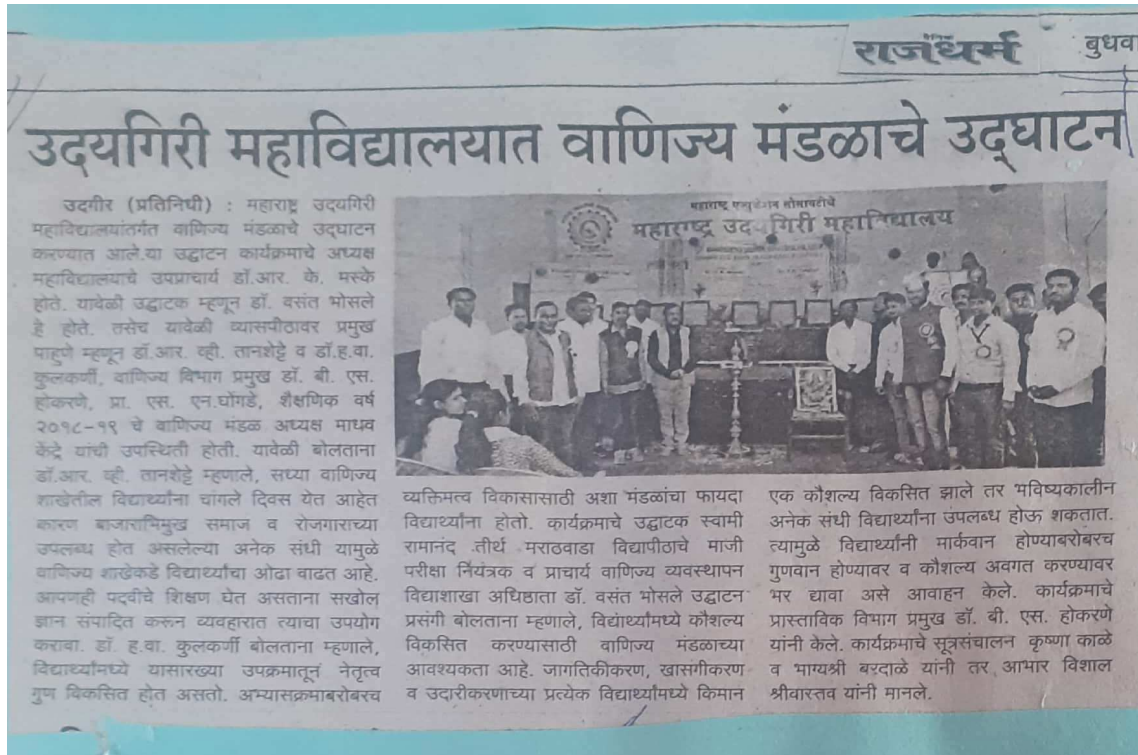 दैनिक
राजधर्म
बुधव
उदयगिरी महाविद्यालयात वाणिज्य मंडळाचे उद्‌घाटन
उदगीर (प्रतिनिधी) : महाराष्ट्र उदयगिरी
महाविद्यालयांतर्गत वाणिज्य मंडळाचे उद्‌घाटन
करण्यात आले.या उद्घाटन कार्यक्रमाचे अध्यक्ष
महाविद्यालयाचे उपप्राचार्य डॉ.आर. के. मस्के
होते. यावेळी उद्घाटक म्हणून डॉ. वसंत भोसले
हे होते. तसेच यावेळी व्यासपीठावर प्रमुख
पाहुणे म्हणून डॉ.आर. व्ही. तानशेट्टे व डॉ.ह.वा.
कुलकर्णी, वाणिज्य विभाग प्रमुख डॉ. बी. एस.
होकरणे, प्रा. एस. एन.घोंगडे, शैक्षणिक वर्ष
२०१८-१९ चे वाणिज्य मंडळ अध्यक्ष माधव
केंद्रे यांची उपस्थिती होती. यावेळी बोलताना
डॉ.आर. व्ही. तानशेट्टे म्हणाले, सध्या वाणिज्य
शाखेतील विद्यार्थ्यांना चांगले दिवस येत आहेत
कारण बाजाराभिमुख समाज व रोजगाराच्या
उपलब्ध होत असलेल्या अनेक संधी यामुळे
वाणिज्य शाखेकडे विद्यार्थ्यांचा ओढा वाढत आहे.
आपणही पदवीचे शिक्षण घेत असताना सखोल
ज्ञान संपादित करून व्यवहारात त्याचा उपयोग
करावा. डॉ. ह.वा. कुलकर्णी बोलताना म्हणाले,
विद्यार्थ्यांमध्ये यासारख्या उपक्रमातून नेतृत्व
गुण विकसित होत असतो. अभ्यासक्रमाबरोबरच
महाराष्ट्र एज्युकेशन सोसायटीचे
महाराष्ट्र उदयगिरी महाविद्यालय
व्यक्तिमत्व विकासासाठी अशा मंडळांचा फायदा
विद्यार्थ्यांना होतो. कार्यक्रमाचे उद्घाटक स्वामी
रामानंद तीर्थ मराठवाडा विद्यापीठाचे माजी
परीक्षा नियंत्रक व प्राचार्य वाणिज्य व्यवस्थापन
विद्याशाखा अधिष्ठाता डॉ. वसंत भोसले उद्घाटन
प्रसंगी बोलताना म्हणाले, विद्यार्थ्यांमध्ये कौशल्य
विकसित करण्यासाठी वाणिज्य मंडळाच्या
आवश्यकता आहे. जागतिकीकरण, खासगीकरण
व उदारीकरणाच्या प्रत्येक विद्यार्थ्यांमध्ये किमान
एक कौशल्य विकसित झाले तर भविष्यकालीन
अनेक संधी विद्यार्थ्यांना उपलब्ध होऊ शकतात.
त्यामुळे विद्यार्थ्यांनी मार्कवान होण्याबरोबरच
गुणवान होण्यावर व कौशल्य अवगत करण्यावर
भर द्यावा असे आवाहन केले. कार्यक्रमाचे
प्रास्ताविक विभाग प्रमुख डॉ. बी. एस. होकरणे
यांनी केले. कार्यक्रमाचे सूत्रसंचालन कृष्णा काळे
व भाग्यश्री बरदाळे यांनी तर आभार विशाल
श्रीवास्तव यांनी मानले.